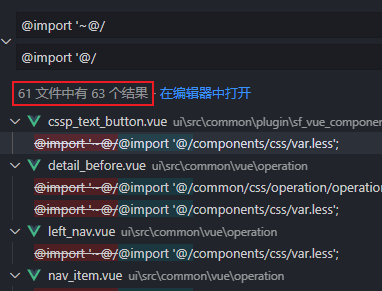 @import '~@/
@import '@/
61 文件中有 63 个结果 - 在编辑器中打开
cssp_text_button.vue ui\src\common\plugin\sf_vue_compone
@import '~@/@import '@/components/css/var.less';
detail_before.vue ui\src\common\vue\operation
@import '~@/@import '@/common/css/operation/operation
@import '~@/@import '@/components/css/var.less';
left_nav.vue ui\src\common\vue\operation
@import '~@/@import '@/components/css/var.less';
nav_item.vue ui\src\common\vue\operation